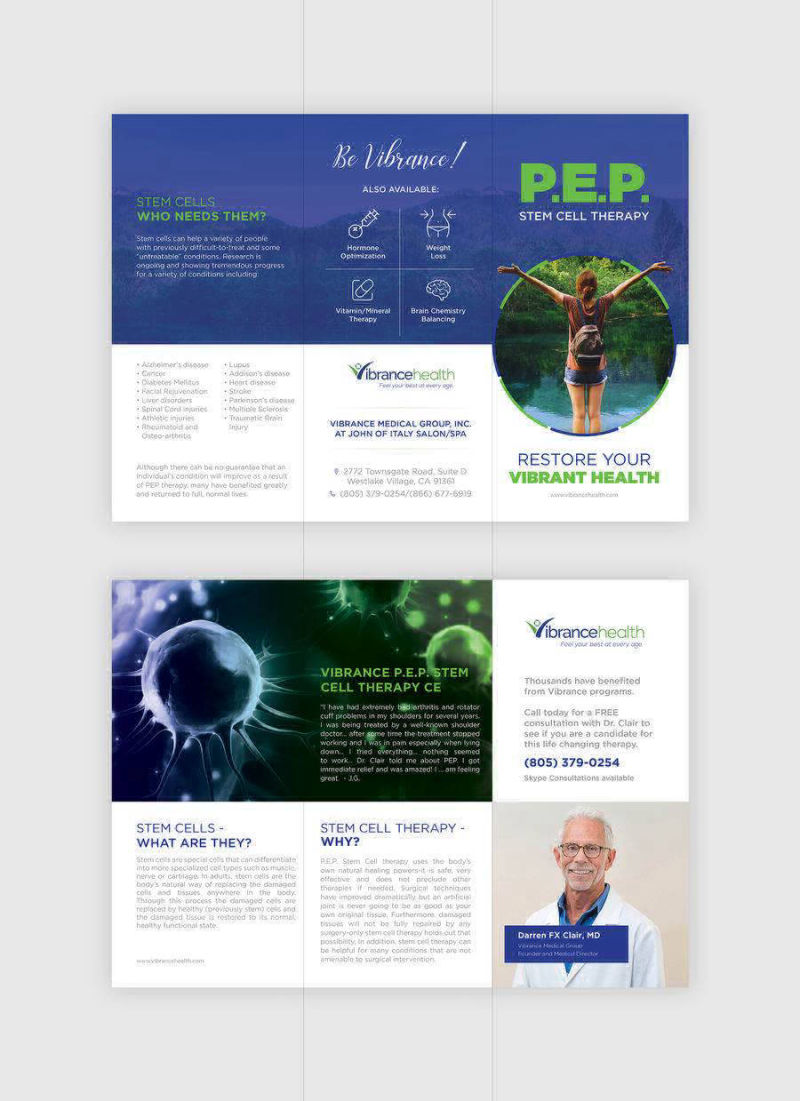 STEM CELLS
WHO NEEDS THEM?
Stem cells can help a variety of people
with previously difficult-to-treat and some
"untreatable" conditions. Research is
ongoing and showing tremendous progress
for a variety of conditions including:
• Alzheimer's disease
• Cancer
• Diabetes Mellitus
• Facial Rejuvenation
• Liver disorders
• Spinal Cord injuries
• Athletic injuries
• Rheumatoid and
Osteo-arthritis
• Lupus
• Addison's disease
• Heart disease
• Stroke
• Parkinson's disease
• Multiple Sclerosis
• Traumatic Brain
Injury
Although there can be no guarantee that an
individual's condition will improve as a result
of PEP therapy, many have benefited greatly
and returned to full, normal lives.
Be Vibrance!
ALSO AVAILABLE:
Hormone
Optimization
Weight
Loss
Vitamin/Mineral
Therapy
Brain Chemistry
Balancing
Vibrancehealth
Feel your best at every age.
VIBRANCE MEDICAL GROUP, INC.
AT JOHN OF ITALY SALON/SPA
2772 Townsgate Road, Suite D
Westlake Village, CA 91361
(805) 379-0254/(866) 677-6919
P.E.P.
STEM CELL THERAPY
RESTORE YOUR
VIBRANT HEALTH
www.vibrancehealth.com
VIBRANCE P.E.P. STEM
CELL THERAPY CE
"I have had extremely bad arthritis and rotator
cuff problems in my shoulders for several years.
I was being treated by a well-known shoulder
doctor... after some time the treatment stopped
working and I was in pain especially when lying
down... I tried everything... nothing seemed
to work... Dr. Clair told me about PEP. I got
immediate relief and was amazed! I ... am feeling
great. - J.G.
STEM CELLS -
WHAT ARE THEY?
Stem cells are special cells that can differentiate
into more specialized cell types such as muscle,
nerve or cartilage. In adults, stem cells are the
body's natural way of replacing the damaged
cells and tissues anywhere in the body.
Through this process the damaged cells are
replaced by healthy (previously stem) cells and
the damaged tissue is restored to its normal,
healthy functional state.
www.vibrancehealth.com
STEM CELL THERAPY -
WHY?
P.E.P. Stem Cell therapy uses the body's
own natural healing powers-it is safe, very
effective and does not preclude other
therapies if needed. Surgical techniques
have improved dramatically but an artificial
joint is never going to be as good as your
own original tissue. Furthermore, damaged
tissues will not be fully repaired by any
surgery-only stem cell therapy holds out that
possibility. In addition, stem cell therapy can
be helpful for many conditions that are not
amenable to surgical intervention.
Vibrancehealth
Feel your best at every age.
Thousands have benefited
from Vibrance programs.
Call today for a FREE
consultation with Dr. Clair to
see if you are a candidate for
this life changing therapy.
(805) 379-0254
Skype Consultations available
Darren FX Clair, MD
Vibrance Medical Group
Founder and Medical Director